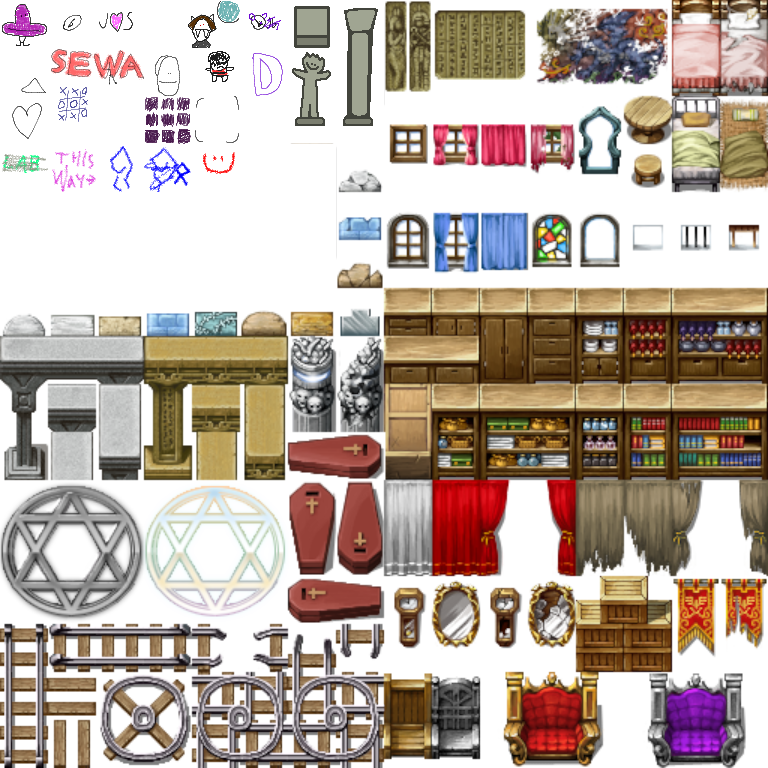 JOS
SEWA
D
X X O
O O X
X X O
LAB
THIS
WAY→